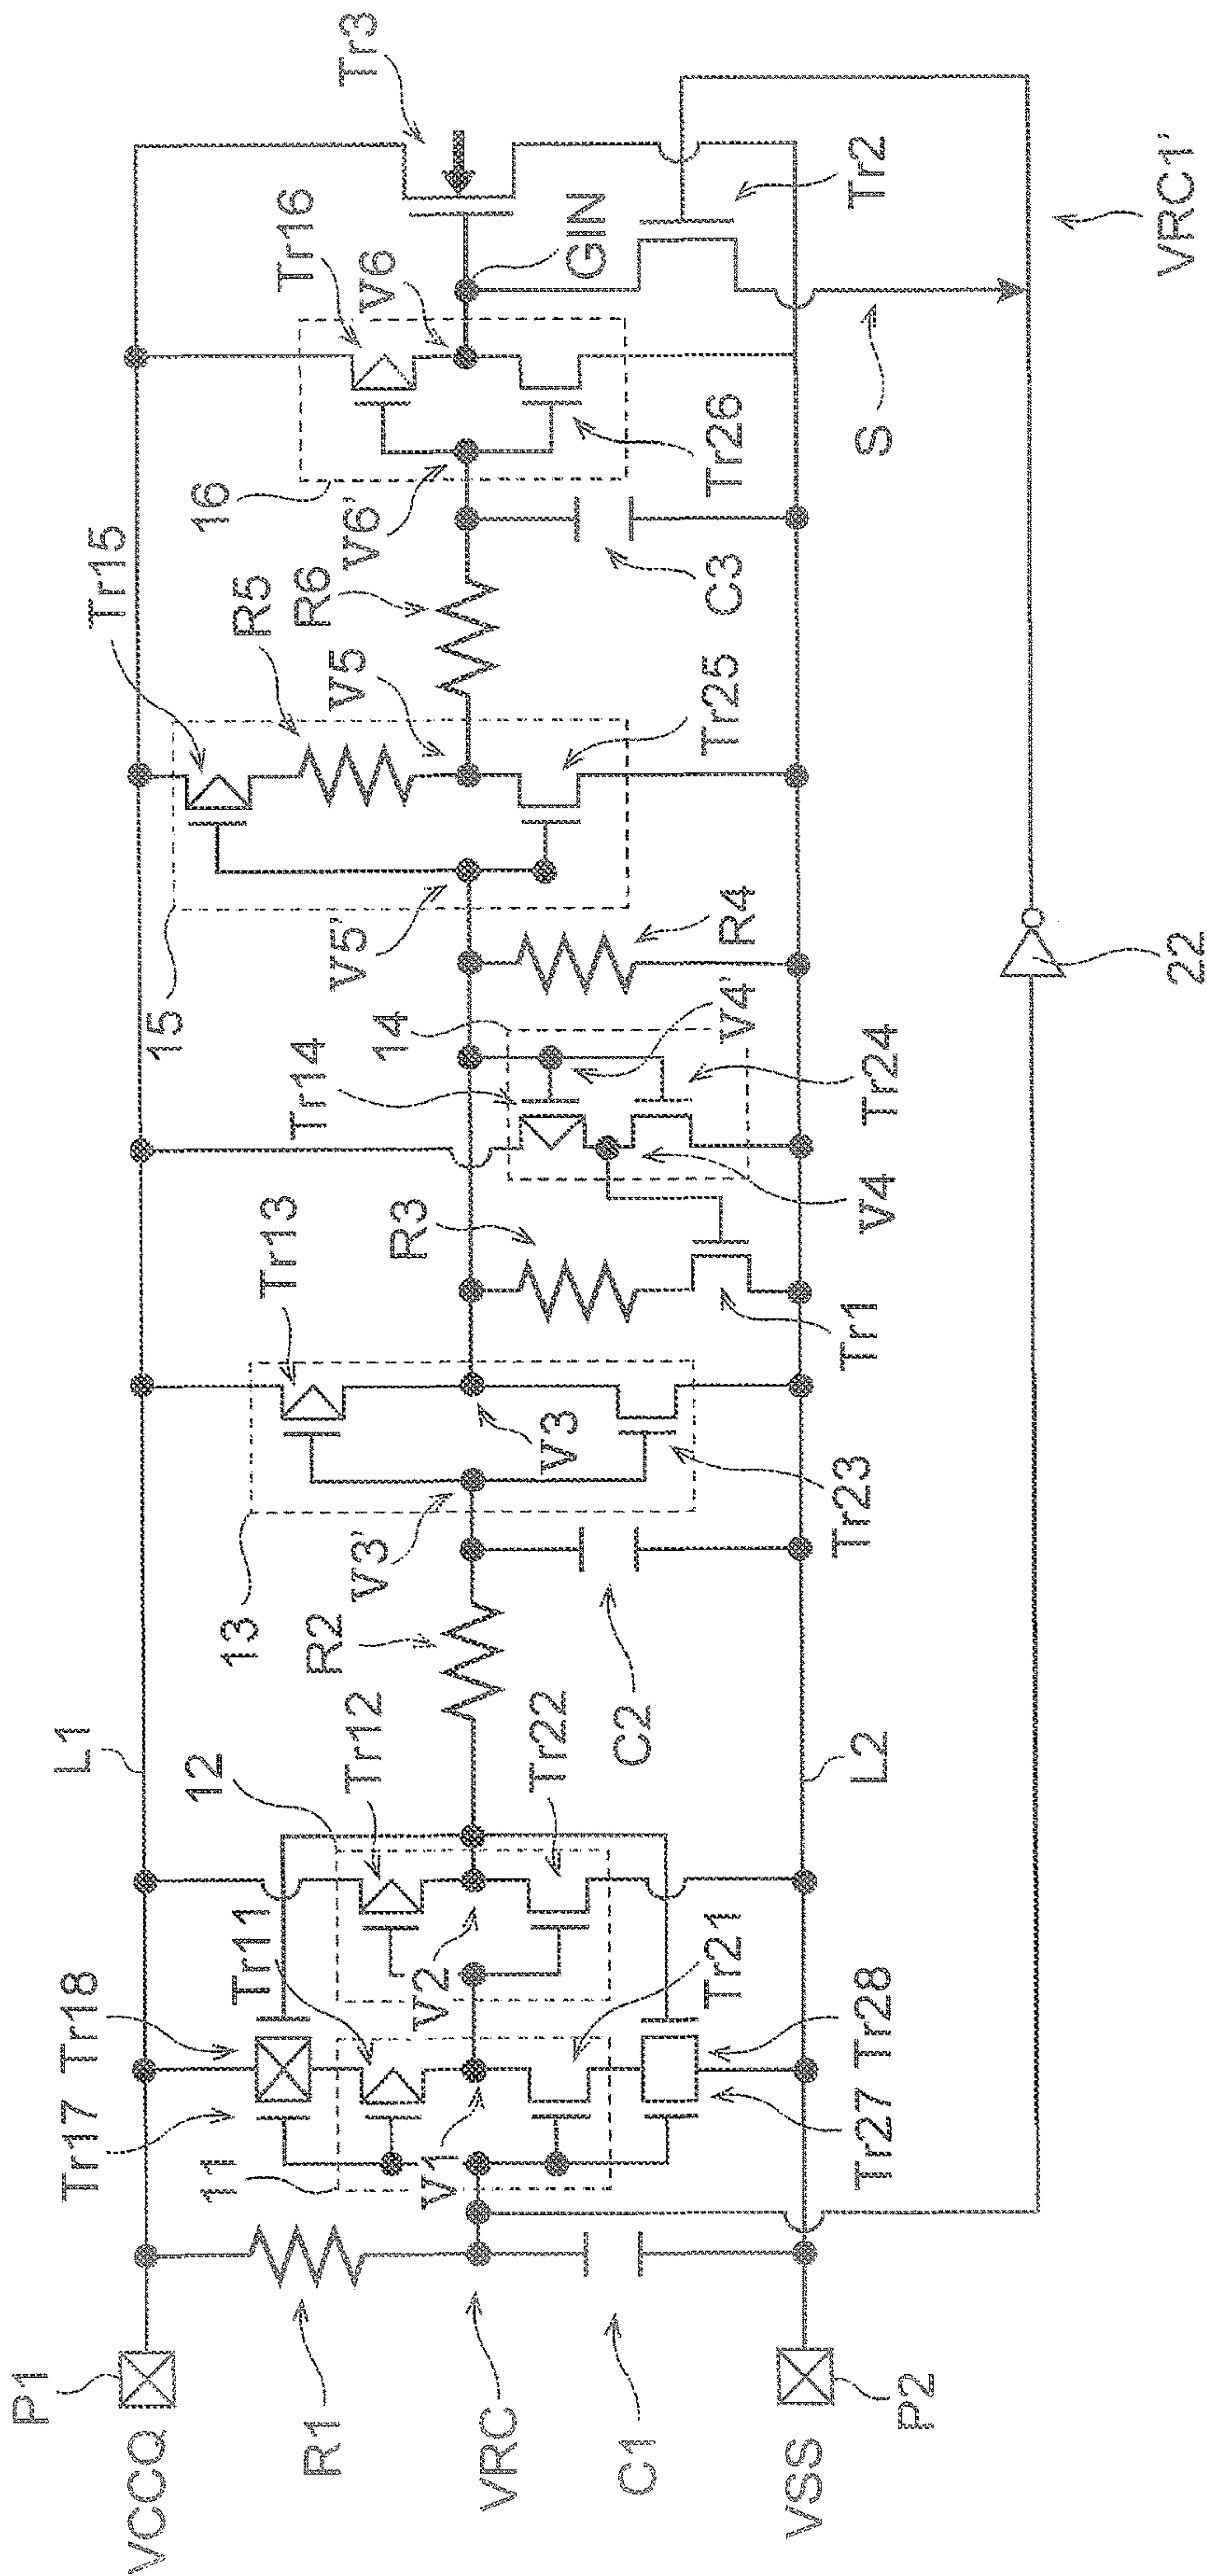 P1
VCCQ
R1
VRC
C1
VSS
P2
Tr17
Tr18
11
Tr11
V1
V2
Tr21
Tr27
Tr28
L1
12
Tr12
Tr22
L2
R2
C2
13
V3'
V3
Tr13
Tr23
R3
Tr1
Tr14
14
V4'
V4
Tr24
R4
22
15
V5'
Tr15
R5
V5
Tr25
R6
C3
16
V6'
Tr16
V6
Tr26
GIN
Tr3
Tr2
S
VRC1'